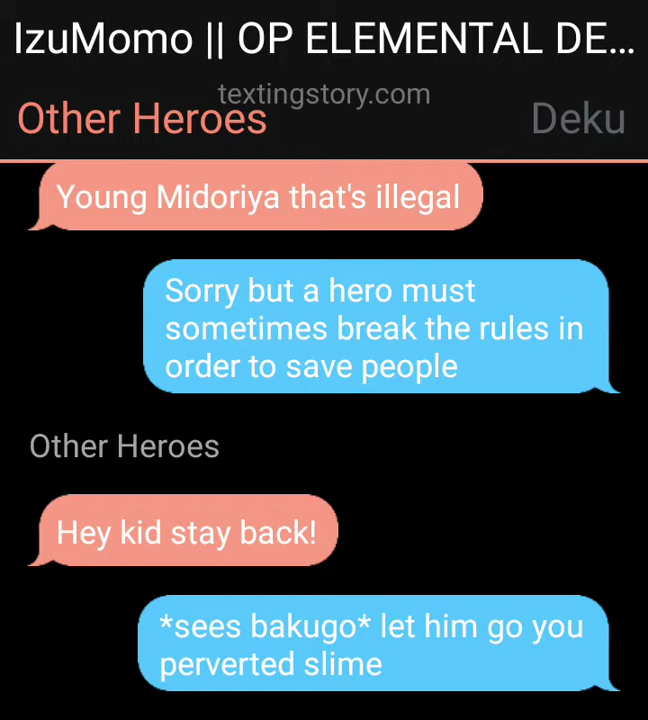 IzuMomo || OP ELEMENTAL DE...
textingstory.com
Other Heroes
Deku
Young Midoriya that's illegal
Sorry but a hero must
sometimes break the rules in
order to save people
Other Heroes
Hey kid stay back!
*sees bakugo* let him go you
perverted slime